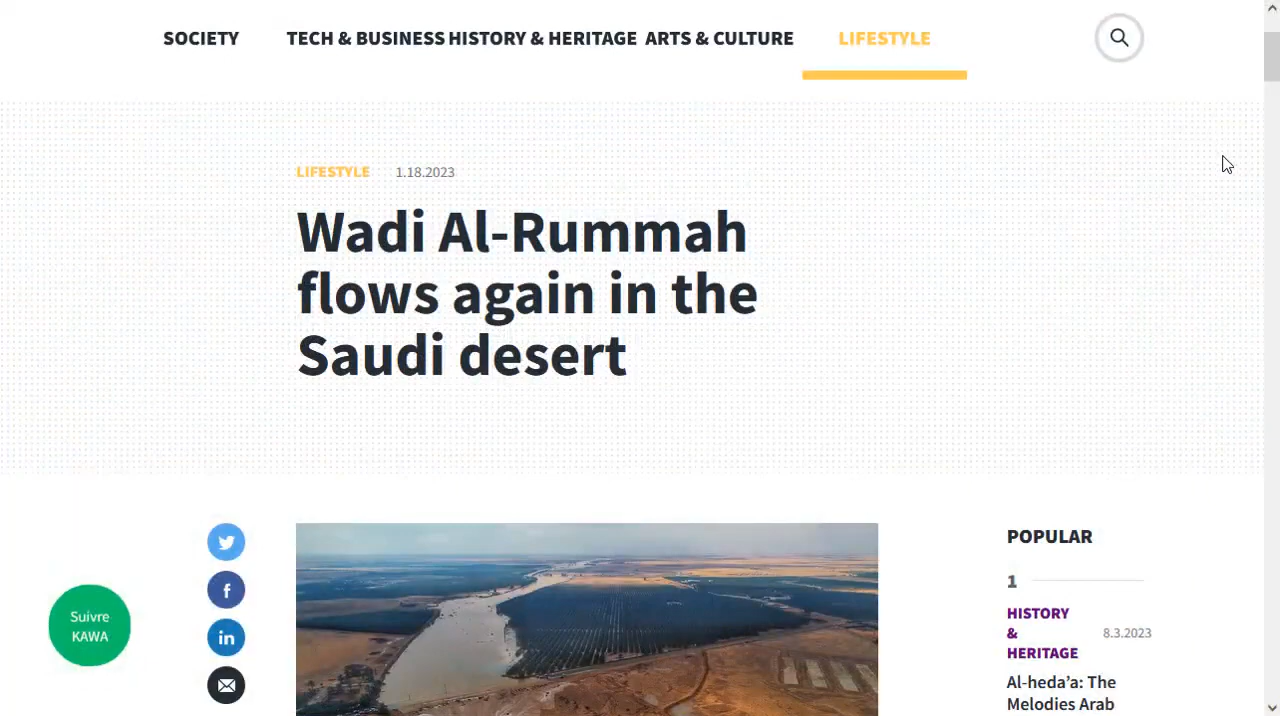 SOCIETY TECH & BUSINESS HISTORY & HERITAGE ARTS & CULTURE LIFESTYLE
LIFESTYLE 1.18.2023
Wadi Al-Rummah
flows again in the
Saudi desert
Suivre
KAWA
f
in
POPULAR
1
HISTORY
&
HERITAGE
8.3.2023
Al-heda’a: The
Melodies Arab